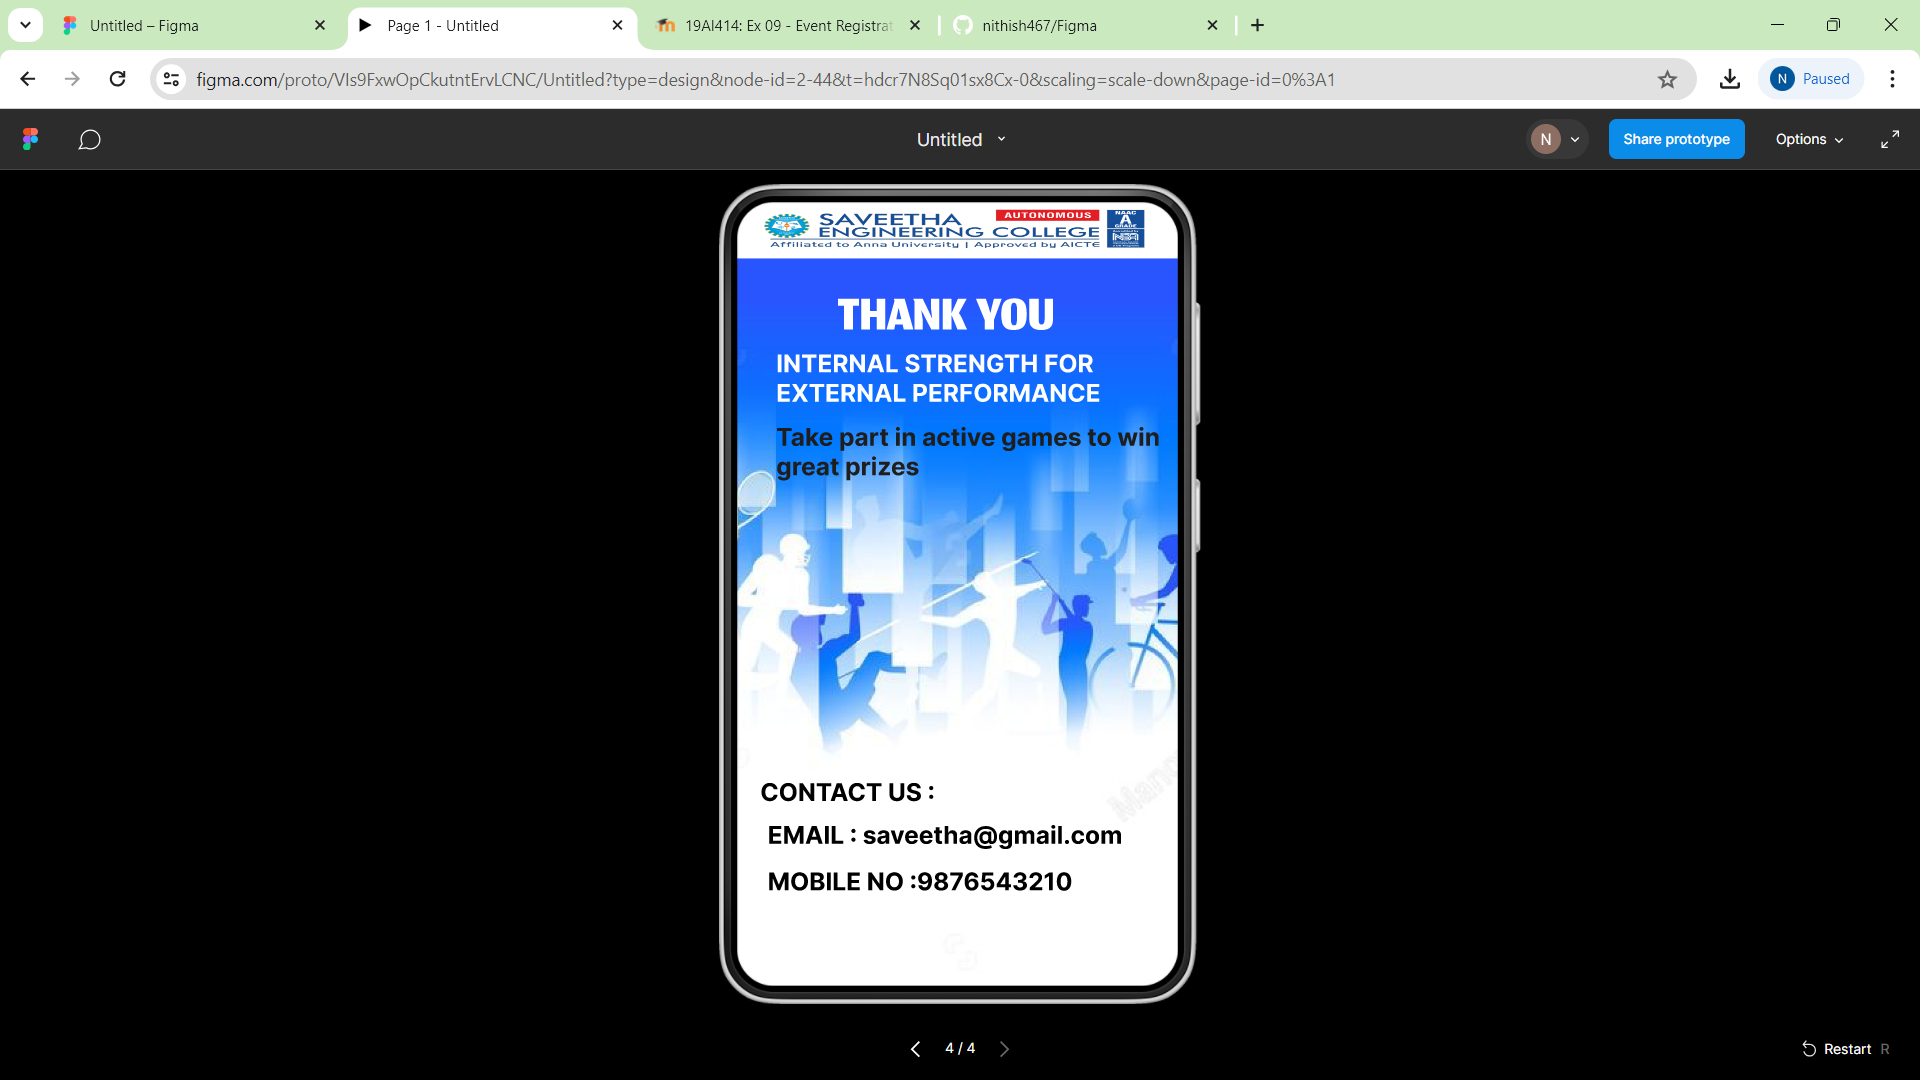 Untitled – Figma
Page 1 - Untitled
19AI414: Ex 09 - Event Registrat
nithish467/Figma
figma.com/proto/VIs9FxwOpCkutntErvLCNC/Untitled?type=design&node-id=2-44&t=hdcr7N8Sq01sx8Cx-0&scaling=scale-down&page-id=0%3A1
N Paused
Untitled
N
Share prototype
Options
SAVEETHA
AUTONOMOUS
ENGINEERING COLLEGE
Affiliated to Anna University | Approved by AICTE
NAAC
A
GRADE
THANK YOU
INTERNAL STRENGTH FOR
EXTERNAL PERFORMANCE
Take part in active games to win
great prizes
CONTACT US :
EMAIL : saveetha@gmail.com
MOBILE NO :9876543210
4 / 4
Restart R